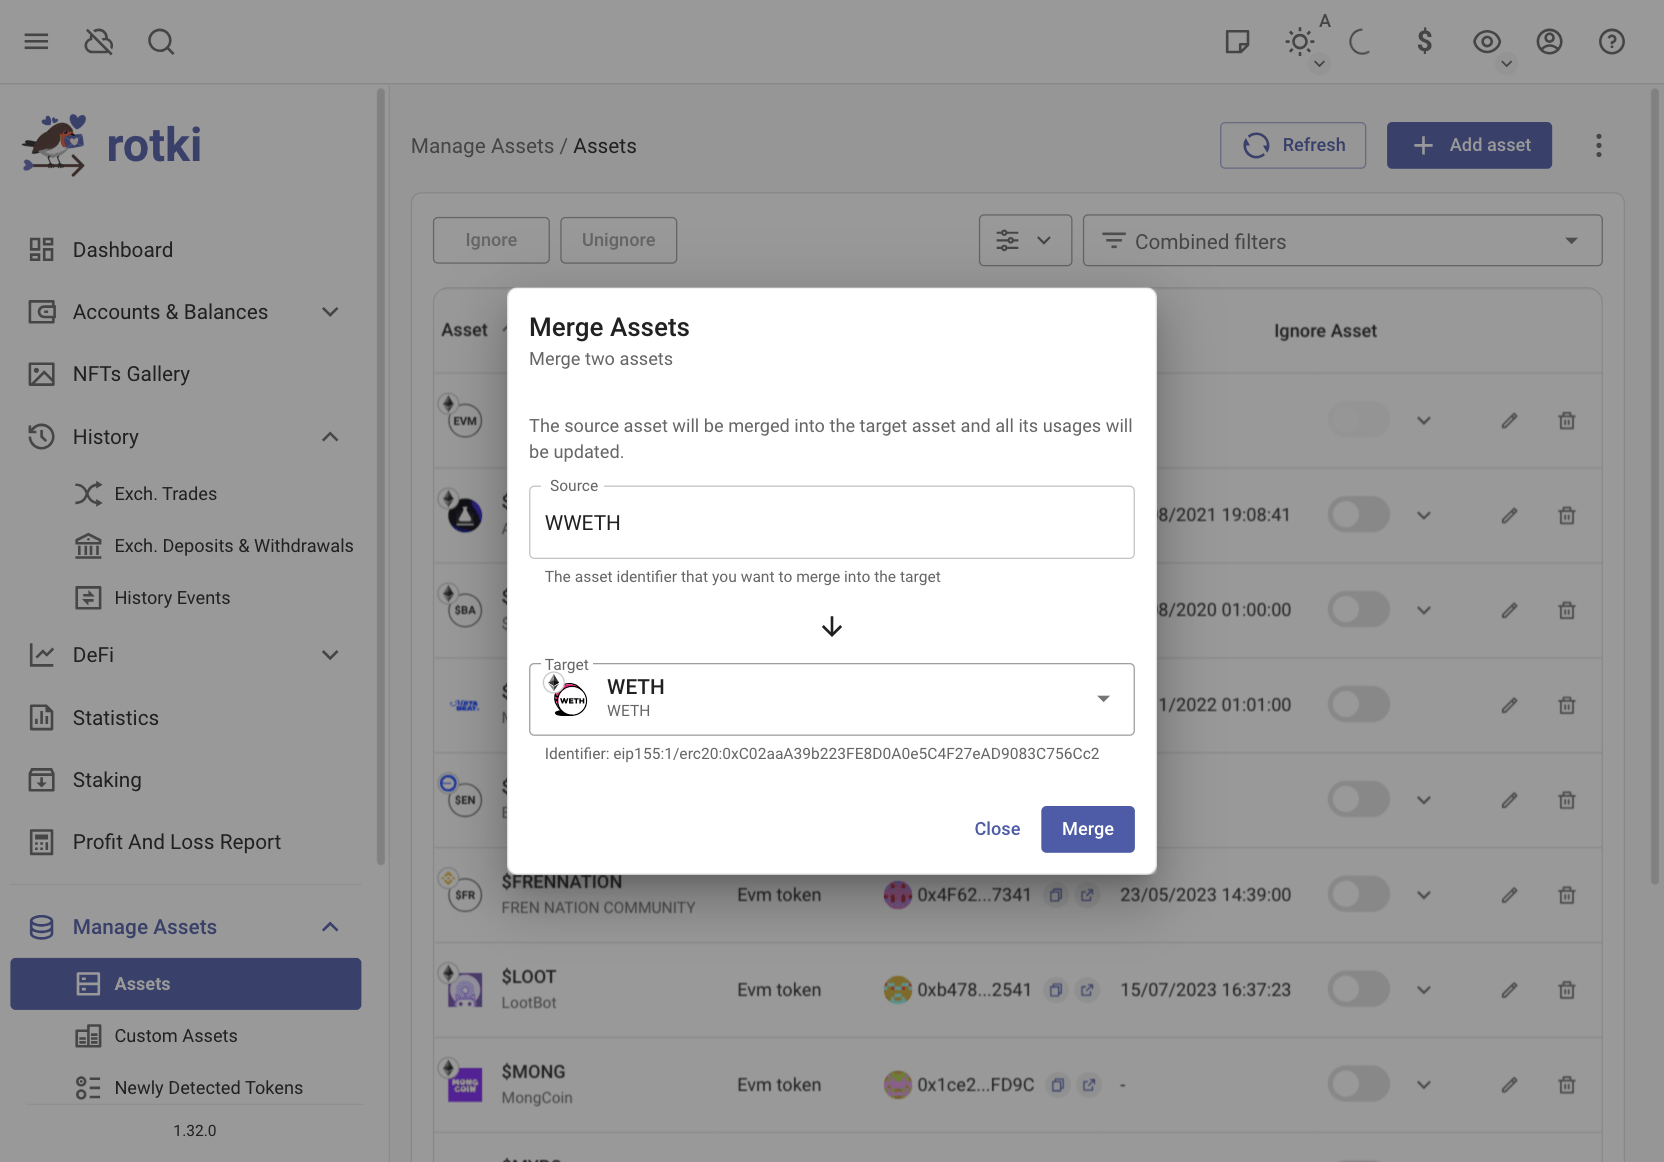 A
rotki
Manage Assets / Assets
Refresh
Add asset
Dashboard
Accounts & Balances
NFTs Gallery
History
Exch. Trades
Exch. Deposits & Withdrawals
History Events
DeFi
Statistics
Staking
Profit And Loss Report
Manage Assets
Assets
Custom Assets
Newly Detected Tokens
1.32.0
Ignore
Unignore
Combined filters
Asset
Ignore Asset
EVM
8/2021 19:08:41
$BA
8/2020 01:00:00
1/2022 01:01:00
$EN
Merge Assets
Merge two assets
The source asset will be merged into the target asset and all its usages will
be updated.
Source
WWETH
The asset identifier that you want to merge into the target
Target
WETH
WETH
WETH
Identifier: eip155:1/erc20:0xC02aaA39b223FE8D0A0e5C4F27eAD9083C756Cc2
Close
Merge
$FR
$FRENNATION
FREN NATION COMMUNITY
Evm token
0x4F62...7341
23/05/2023 14:39:00
$LOOT
LootBot
Evm token
0xb478...2541
15/07/2023 16:37:23
MONG
COIN
$MONG
MongCoin
Evm token
0x1ce2...FD9C
-